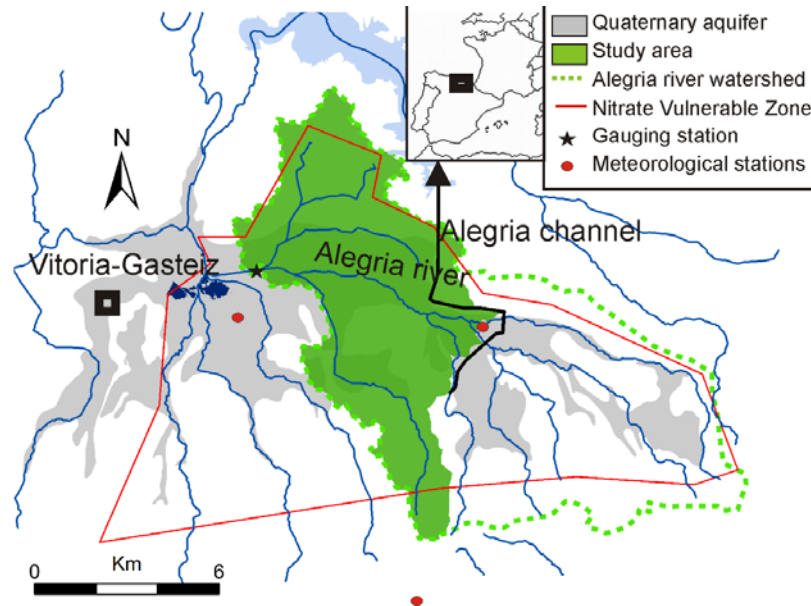 Quaternary aquifer
Study area
Alegria river watershed
Nitrate Vulnerable Zone
Gauging station
Meteorological stations
N
Alegria channel
Alegria river
Vitoria-Gasteiz
Km
0 6